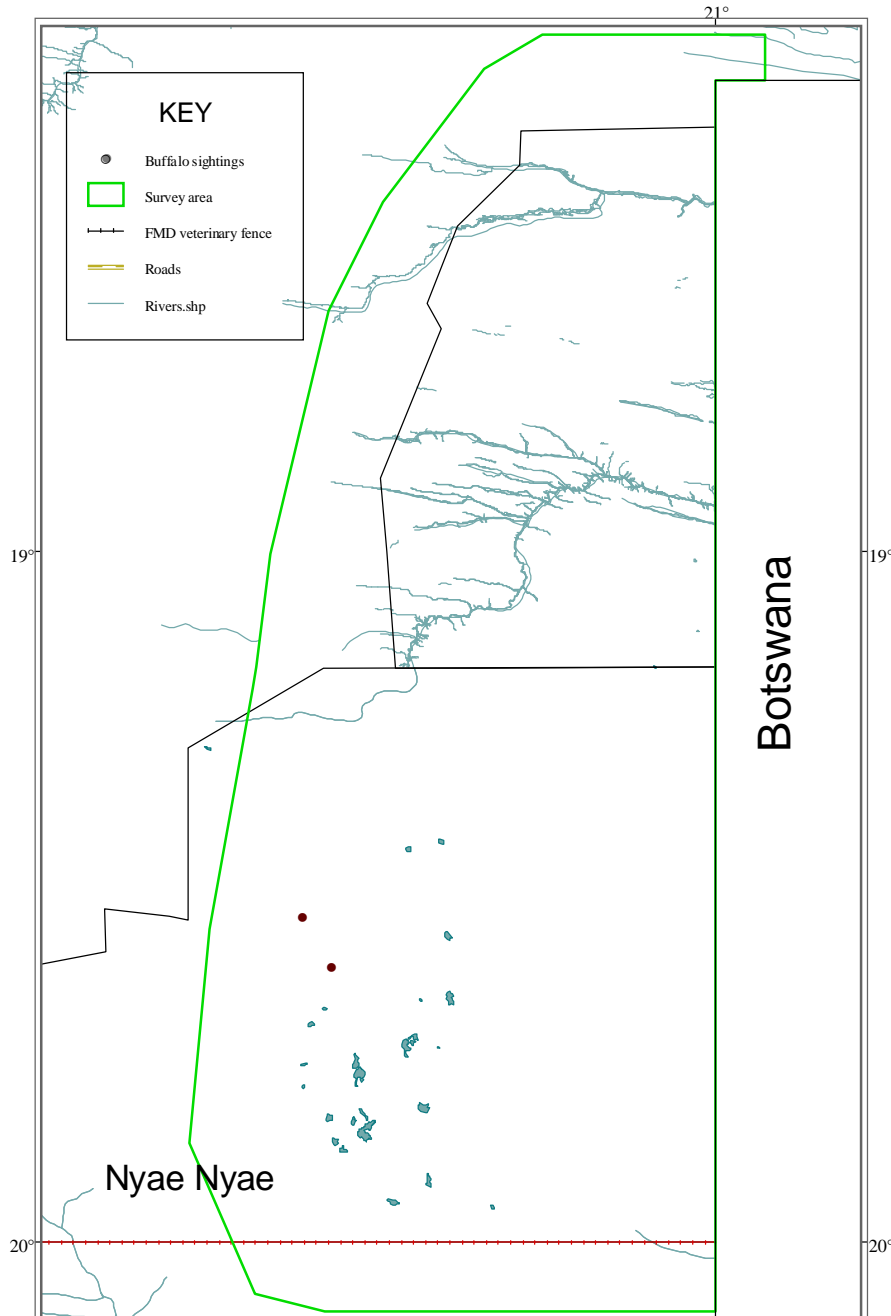 21°
KEY
Buffalo sightings
Survey area
FMD veterinary fence
Roads
Rivers.shp
19°
19°
Botswana
Nyae Nyae
20°
20°